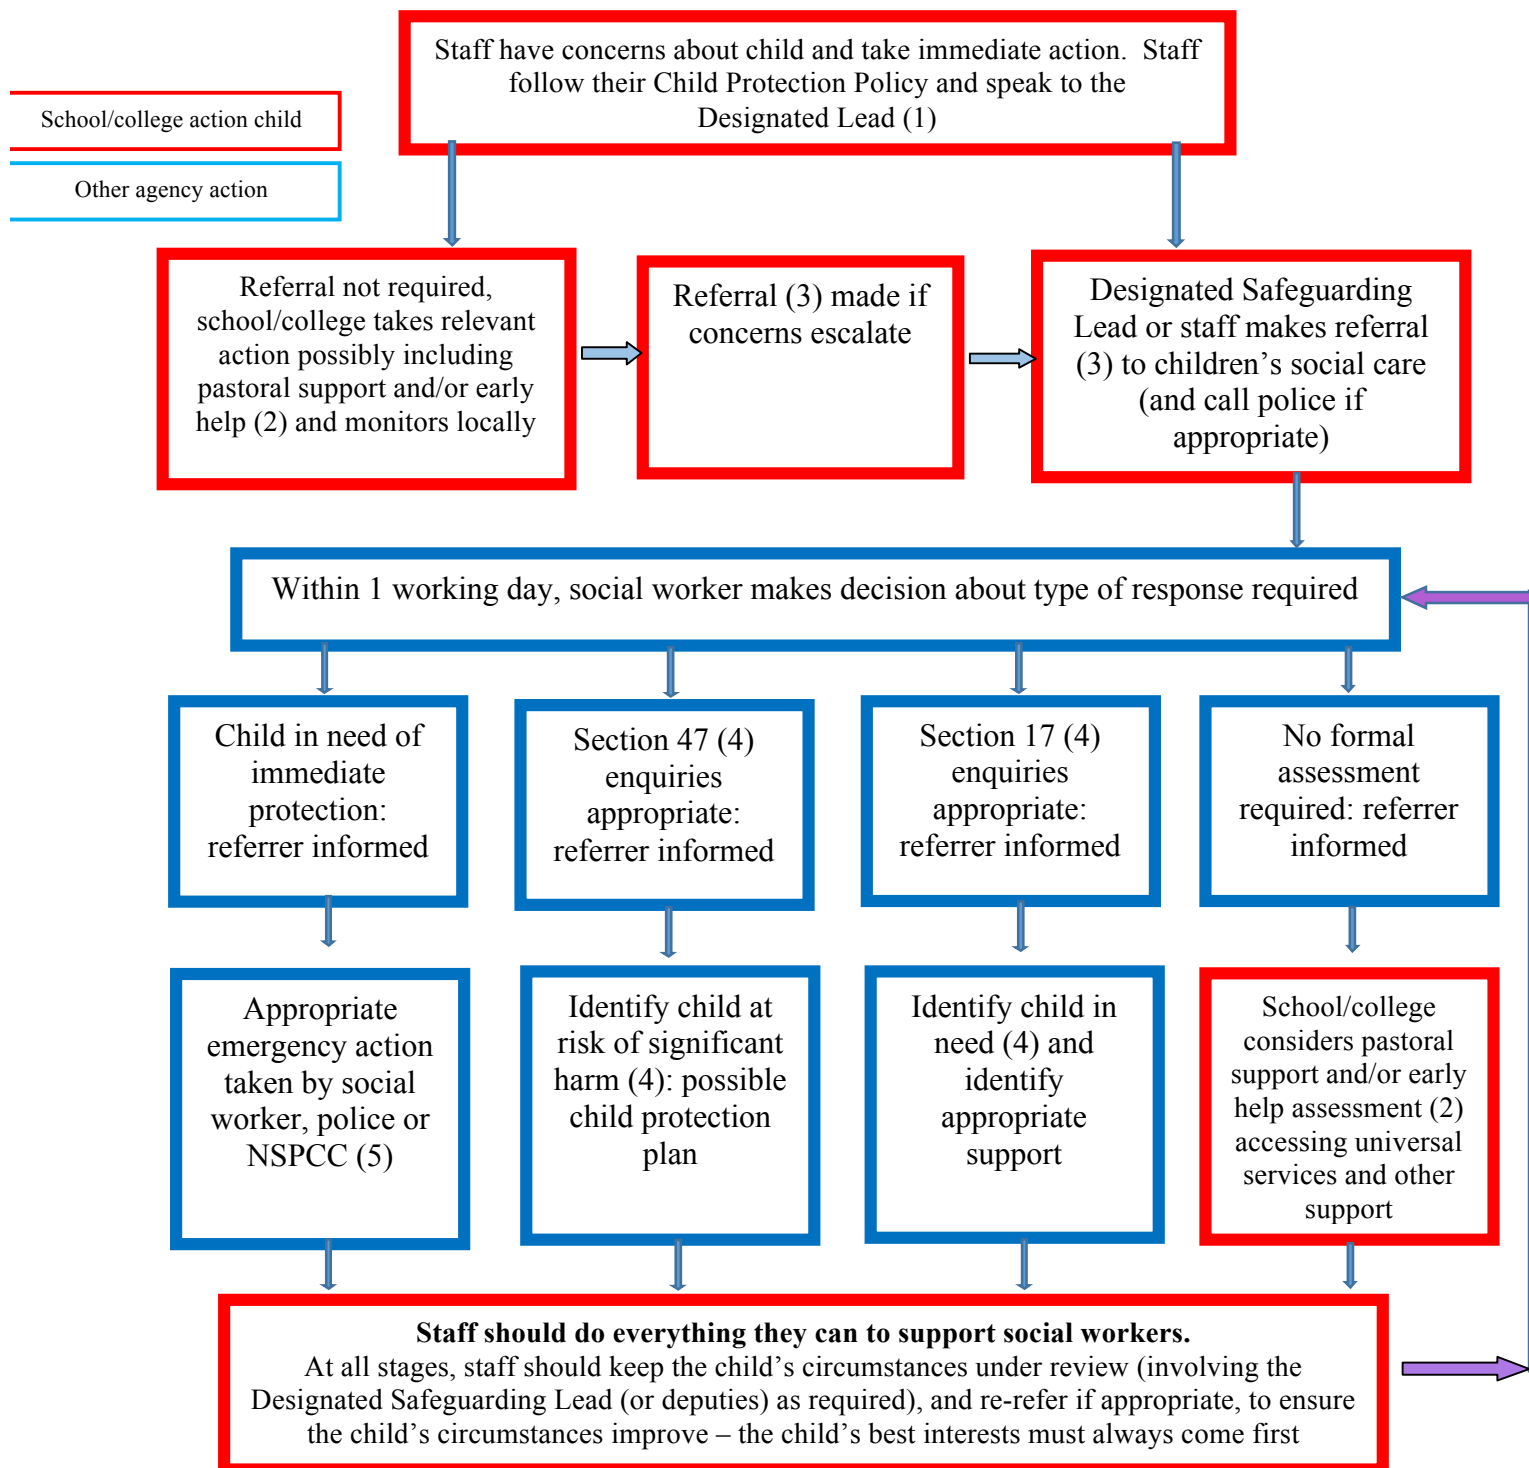 Staff have concerns about child and take immediate action.  Staff
follow their Child Protection Policy and speak to the
Designated Lead (1)
School/college action child
Other agency action
Referral not required,
school/college takes relevant
action possibly including
pastoral support and/or early
help (2) and monitors locally
Referral (3) made if
concerns escalate
Designated Safeguarding
Lead or staff makes referral
(3) to children’s social care
(and call police if
appropriate)
Within 1 working day, social worker makes decision about type of response required
Child in need of
immediate
protection:
referrer informed
Section 47 (4)
enquiries
appropriate:
referrer informed
Section 17 (4)
enquiries
appropriate:
referrer informed
No formal
assessment
required: referrer
informed
Appropriate
emergency action
taken by social
worker, police or
NSPCC (5)
Identify child at
risk of significant
harm (4): possible
child protection
plan
Identify child in
need (4) and
identify
appropriate
support
School/college
considers pastoral
support and/or early
help assessment (2)
accessing universal
services and other
support
Staff should do everything they can to support social workers.
At all stages, staff should keep the child’s circumstances under review (involving the
Designated Safeguarding Lead (or deputies) as required), and re-refer if appropriate, to ensure
the child’s circumstances improve – the child’s best interests must always come first